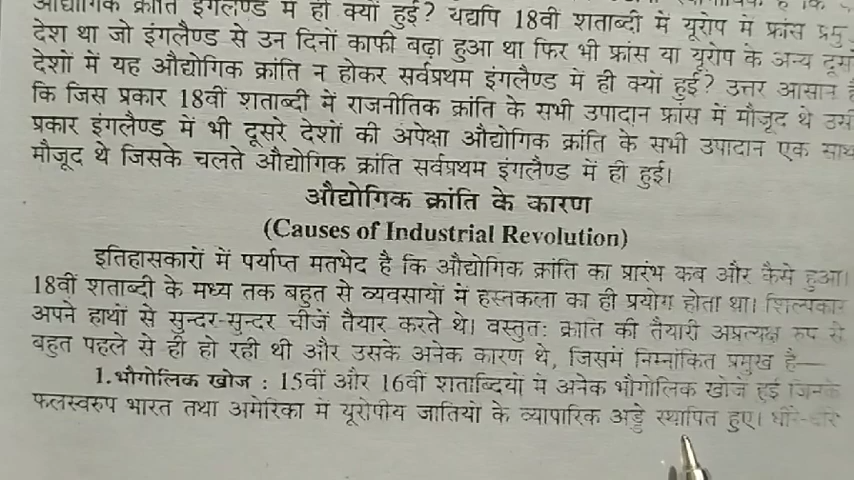 औद्योगिक क्रांति इंगलैण्ड में ही क्यों हुई? यद्यपि 18वीं शताब्दी में यूरोप में फ्रांस
देश था जो इंगलैण्ड से उन दिनों काफी बढ़ा हुआ था फिर भी फ्रांस या यूरोप के अन्य
देशों में यह औद्योगिक क्रांति न होकर सर्वप्रथम इंगलैण्ड में ही क्यों हुई? उत्तर आसान
कि जिस प्रकार 18वीं शताब्दी में राजनीतिक क्रांति के सभी उपादान फ्रांस में मौजूद थे
प्रकार इंगलैण्ड में भी दूसरे देशों की अपेक्षा औद्योगिक क्रांति के सभी उपादान एक साथ
मौजूद थे जिसके चलते औद्योगिक क्रांति सर्वप्रथम इंगलैण्ड में ही हुई।
औद्योगिक क्रांति के कारण
(Causes of Industrial Revolution)
इतिहासकारों में पर्याप्त मतभेद है कि औद्योगिक क्रांति का प्रारंभ कब और कैसे हुआ।
18वीं शताब्दी के मध्य तक बहुत से व्यवसायों में हस्तकला का ही प्रयोग होता था। शिल्पकार
अपने हाथों से सुन्दर-सुन्दर चीजें तैयार करते थे। वस्तुतः क्रांति की तैयारी अप्रत्यक्ष रुप से
बहुत पहले से ही हो रही थी और उसके अनेक कारण थे, जिसमें निम्नांकित प्रमुख है—
1. भौगोलिक खोज : 15वीं और 16वीं शताब्दियों में अनेक भौगोलिक खोजें हुई जिनके
फलस्वरुप भारत तथा अमेरिका में यूरोपीय जातियों के व्यापारिक अड्डे स्थापित हुए। धीरे-धीरे